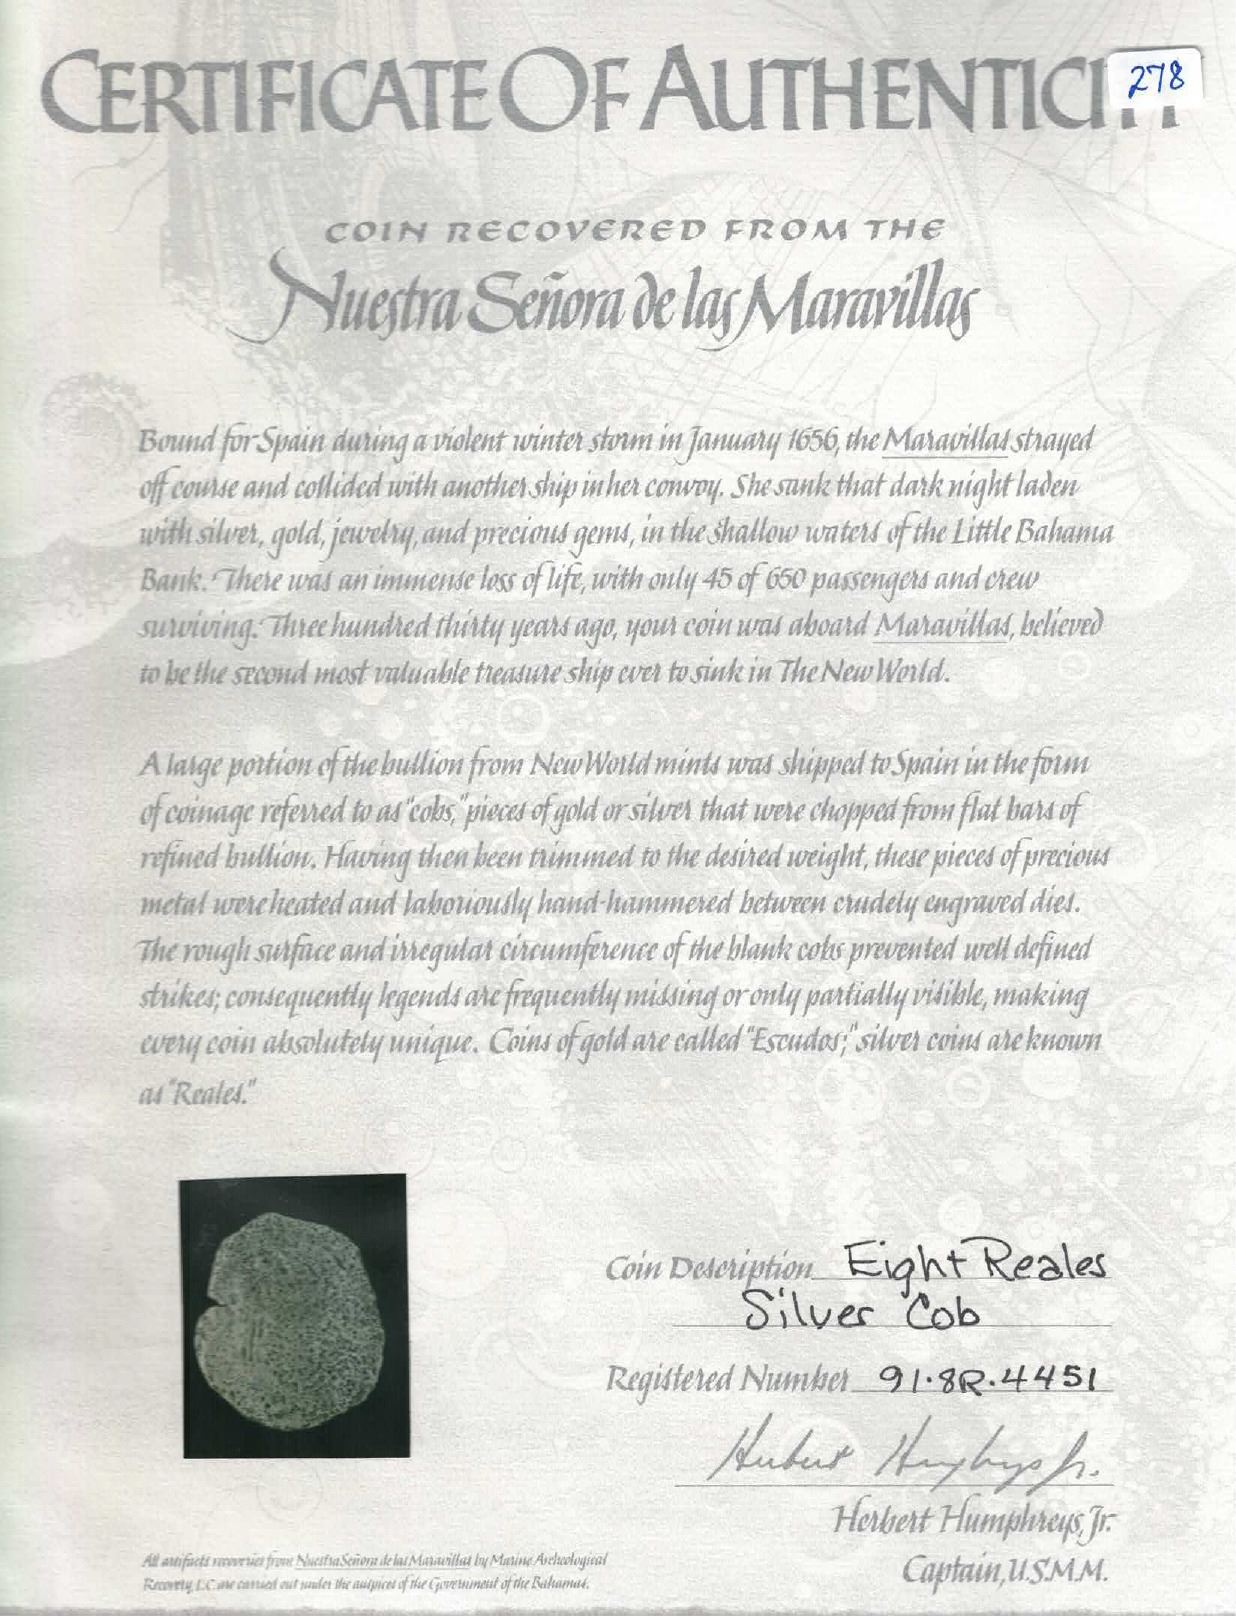 CERTIFICATE OF AUTHENTICI
278
COIN RECOVERED FROM THE
Nuestra Señora de las Maravillas
Bound for Spain during a violent winter storm in January 1656, the Maravillas strayed
off course and collided with another ship in her convoy. She sank that dark night laden
with silver, gold, jewelry, and precious gems, in the shallow waters of the Little Bahama
Bank. There was an immense loss of life, with only 45 of 650 passengers and crew
surviving. Three hundred thirty years ago, your coin was aboard Maravillas, believed
to be the second most valuable treasure ship ever to sink in The New World.
A large portion of the bullion from New World mints was shipped to Spain in the form
of coinage referred to as "cobs," pieces of gold or silver that were chopped from flat bars of
refined bullion. Having then been trimmed to the desired weight, these pieces of precious
metal were heated and laboriously hand-hammered between crudely engraved dies.
The rough surface and irregular circumference of the blank cobs prevented well defined
strikes; consequently legends are frequently missing or only partially visible, making
every coin absolutely unique. Coins of gold are called "Escudos;" silver coins are known
as "Reales."
Coin Description Eight Reales
Silver Cob
Registered Number 91.8R.4451
Herbert Humphreys Jr.
Herbert Humphreys, Jr.
Captain, U.S.M.M.
All artifacts recoveries from Nuestra Señora de las Maravillas by Marine Archeological
Recovery, L.C. are carried out under the auspices of the Government of the Bahamas.